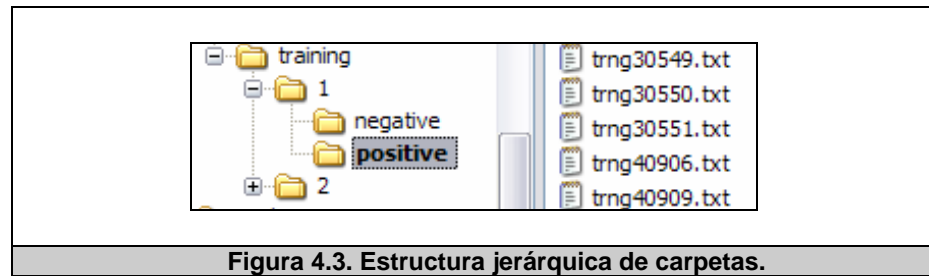 training
1
negative
positive
2
trng30549.txt
trng30550.txt
trng30551.txt
trng40906.txt
trng40909.txt
Figura 4.3. Estructura jerárquica de carpetas.